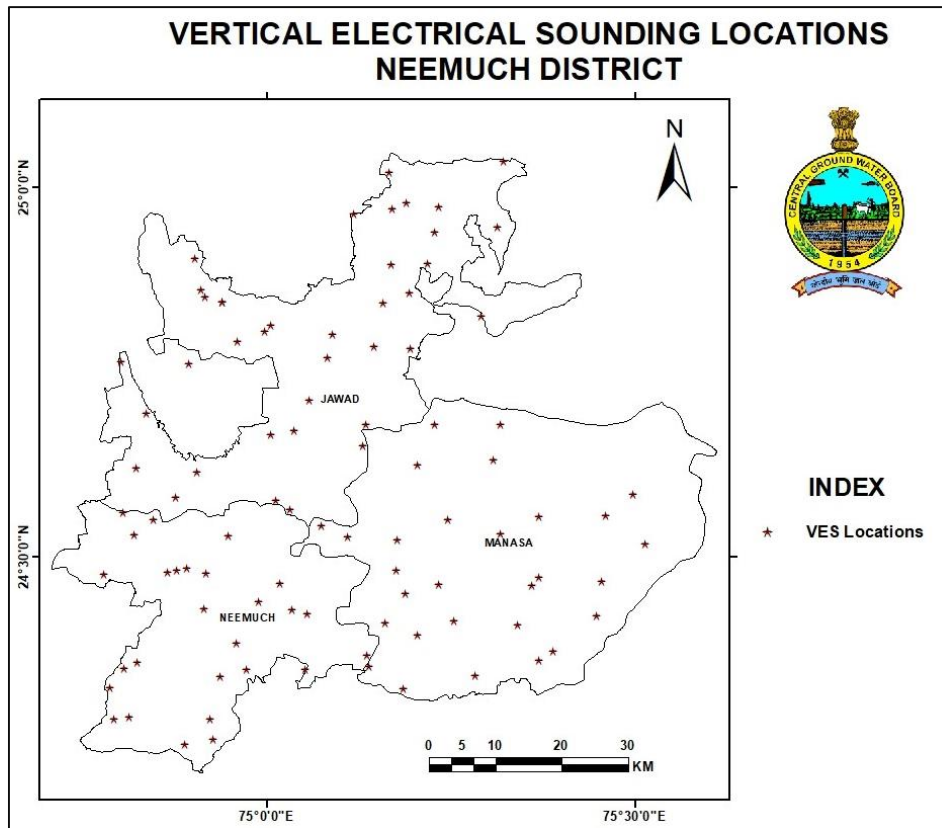 VERTICAL ELECTRICAL SOUNDING LOCATIONS
NEEMUCH DISTRICT
N
25°0'0"N
24°30'0"N
JAWAD
MANASA
NEEMUCH
0 5 10 20 30
KM
75°0'0"E
75°30'0"E
CENTRAL GROUND WATER BOARD
1954
INDEX
VES Locations